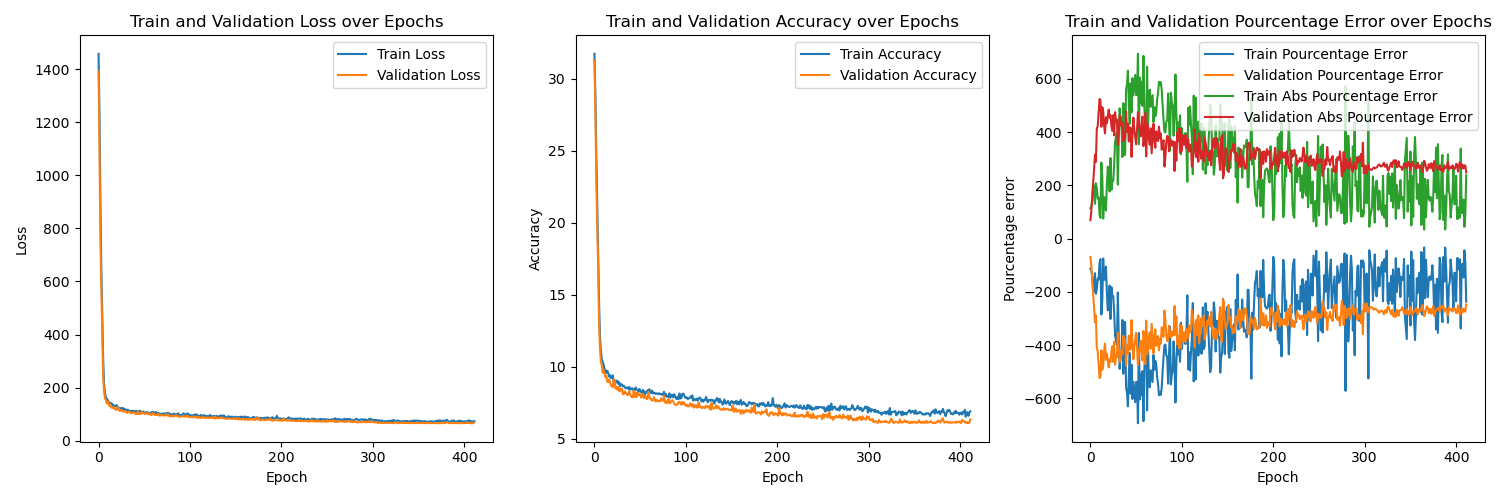 Train and Validation Loss over Epochs
Train Loss
Validation Loss
1400
1200
1000
800
600
400
200
0
Loss
0
100
200
300
400
Epoch
Train and Validation Accuracy over Epochs
Train Accuracy
Validation Accuracy
30
25
20
15
10
5
Accuracy
0
100
200
300
400
Epoch
Train and Validation Pourcentage Error over Epochs
Train Pourcentage Error
Validation Pourcentage Error
Train Abs Pourcentage Error
Validation Abs Pourcentage Error
600
400
200
0
−200
−400
−600
Pourcentage error
0
100
200
300
400
Epoch